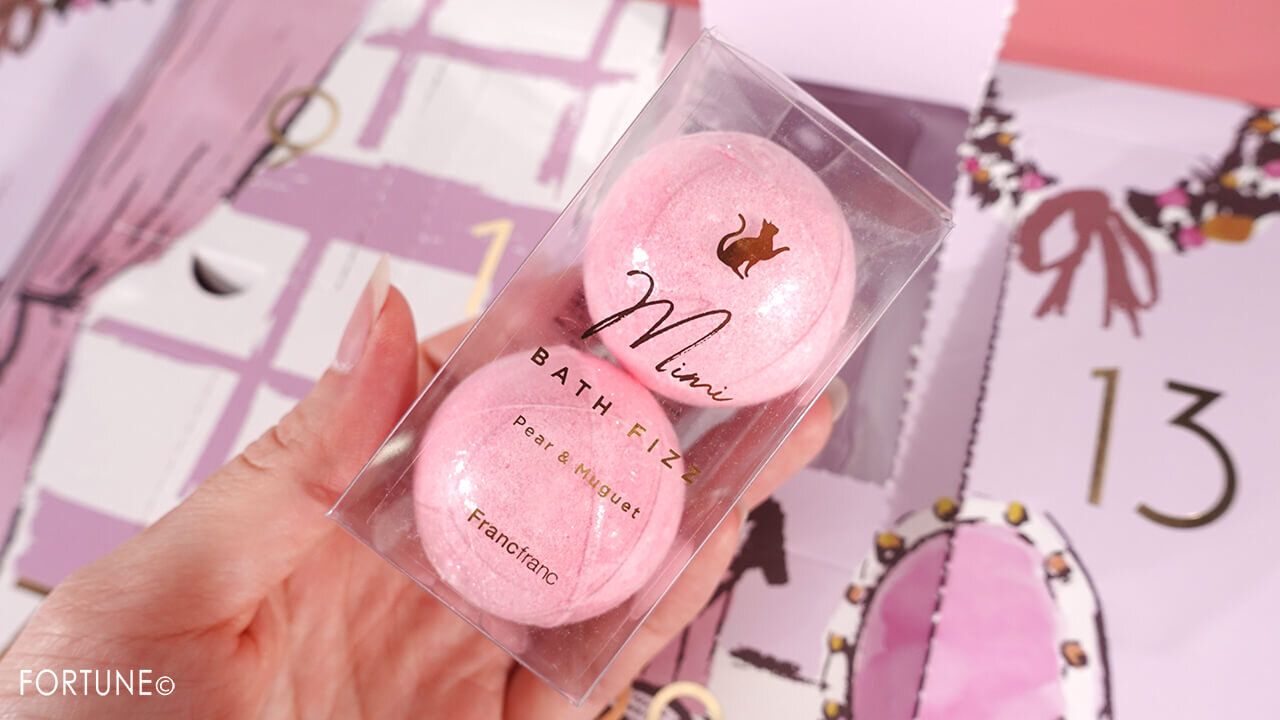 Mimi
BATH FIZZ
Pear & Muguet
Francfranc
1
13
FORTUNE©